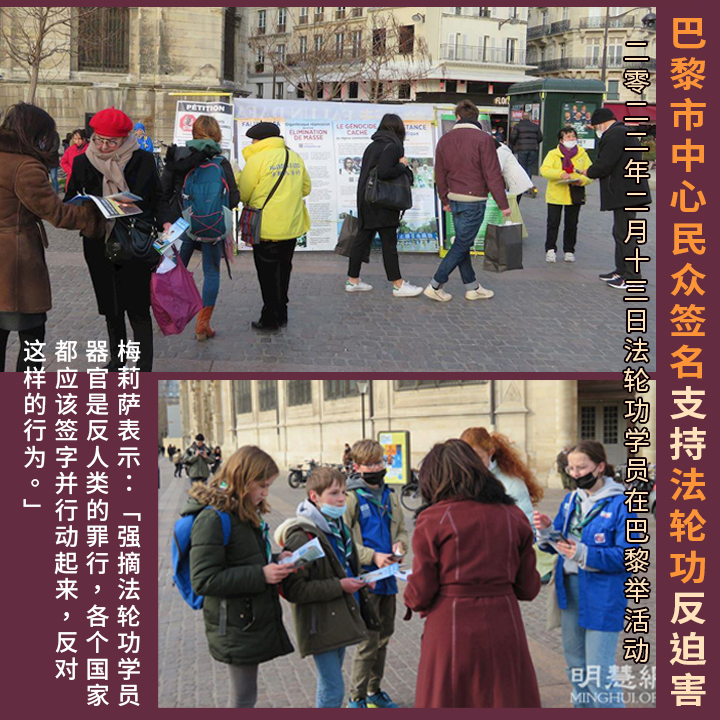 巴黎市中心民众签名支持法轮功反迫害
二零二二年二月十三日法轮功学员在巴黎举活动
梅莉萨表示：「强摘法轮功学员
器官是反人类的罪行，各个国家
都应该签字并行动起来，反对
这样的行为。」
PÉTITION
ÉLIMINATION
DE MASSE
LE GÉNOCIDE
CACHÉ
明慧網
MINGHUI.OR